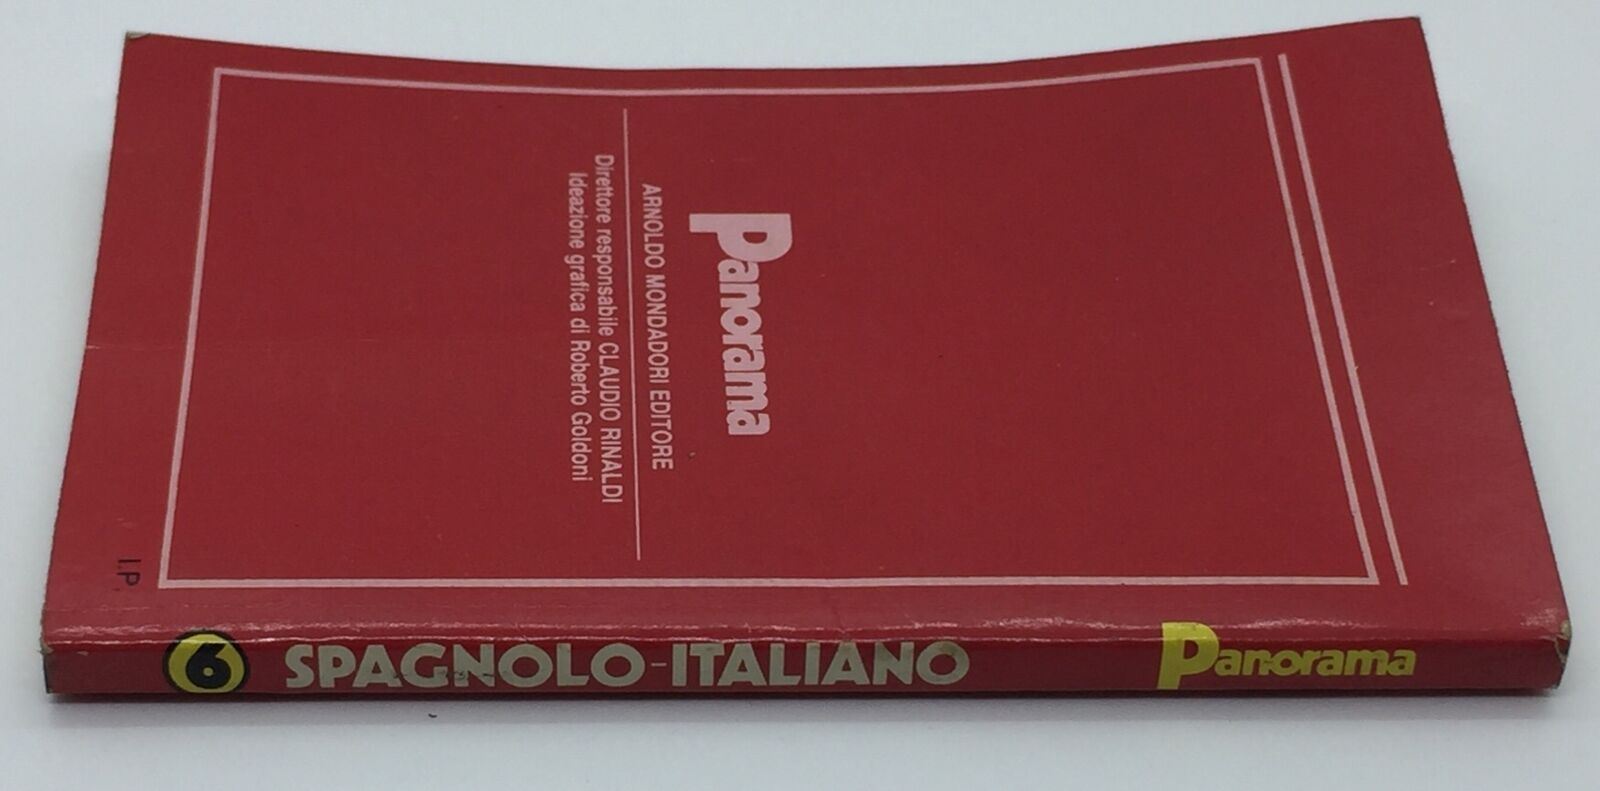 Panorama
ARNOLDO MONDADORI EDITORE
Direttore responsabile CLAUDIO RINALDI
Ideazione grafica di Roberto Goldoni
I.P
6 SPAGNOLO-ITALIANO Panorama